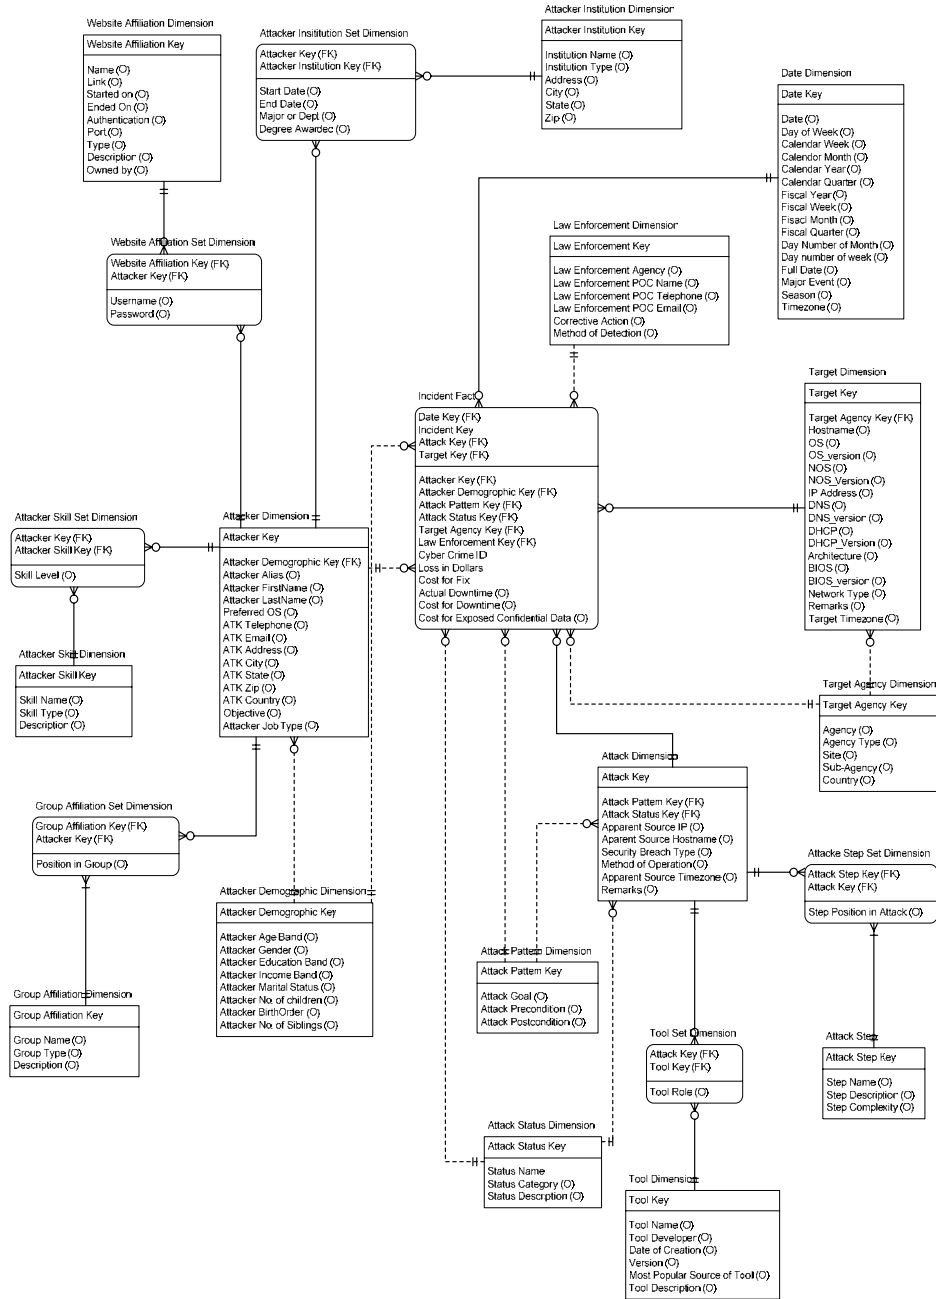 Website Affiliation Dimension
Website Affiliation Key
Name (O)
Link (O)
Started on (O)
Ended On (O)
Authentication (O)
Port (O)
Type (O)
Description (O)
Owned by (O)
Attacker Insititution Set Dimension
Attacker Key (FK)
Attacker Institution Key (FK)
Start Date (O)
End Date (O)
Major or Dept (O)
Degree Awarded (O)
Attacker Institution Dimension
Attacker Institution Key
Institution Name (O)
Institution Type (O)
Address (O)
City (O)
State (O)
Zip (O)
Date Dimension
Date Key
Date (O)
Day of Week (O)
Calendar Week (O)
Calendor Month (O)
Calendar Year (O)
Calendar Quarter (O)
Fiscal Year (O)
Fiscal Week (O)
Fisacl Month (O)
Fiscal Quarter (O)
Day Number of Month (O)
Day number of week (O)
Full Date (O)
Major Event (O)
Season (O)
Timezone (O)
Website Affiliation Set Dimension
Website Affiliation Key (FK)
Attacker Key (FK)
Username (O)
Password (O)
Law Enforcement Dimension
Law Enforcement Key
Law Enforcement Agency (O)
Law Enforcement POC Name (O)
Law Enforcement POC Telephone (O)
Law Enforcement POC Email (O)
Corrective Action (O)
Method of Detection (O)
Target Dimension
Target Key
Target Agency Key (FK)
Hostname (O)
OS (O)
OS_version (O)
NOS (O)
NOS_Version (O)
IP Address (O)
DNS (O)
DNS_version (O)
DHCP (O)
DHCP_Version (O)
Architecture (O)
BIOS (O)
BIOS_version (O)
Network Type (O)
Remarks (O)
Target Timezone (O)
Incident Fact
Date Key (FK)
Incident Key
Attack Key (FK)
Target Key (FK)
Attacker Key (FK)
Attacker Demographic Key (FK)
Attack Pattern Key (FK)
Attack Status Key (FK)
Target Agency Key (FK)
Law Enforcement Key (FK)
Cyber Crime ID
Loss in Dollars
Cost for Fix
Actual Downtime (O)
Cost for Downtime (O)
Cost for Exposed Confidential Data (O)
Attacker Skill Set Dimension
Attacker Key (FK)
Attacker Skill Key (FK)
Skill Level (O)
Attacker Dimension
Attacker Key
Attacker Demographic Key (FK)
Attacker Alias (O)
Attacker FirstName (O)
Attacker LastName (O)
Preferred OS (O)
ATK Telephone (O)
ATK Email (O)
ATK Address (O)
ATK City (O)
ATK State (O)
ATK Zip (O)
ATK Country (O)
Objective (O)
Attacker Job Type (O)
Attacker Skill Dimension
Attacker Skill Key
Skill Name (O)
Skill Type (O)
Description (O)
Target Agency Dimension
Target Agency Key
Agency (O)
Agency Type (O)
Site (O)
Sub-Agency (O)
Country (O)
Group Affiliation Set Dimension
Group Affiliation Key (FK)
Attacker Key (FK)
Position in Group (O)
Attack Dimension
Attack Key
Attack Pattern Key (FK)
Attack Status Key (FK)
Apparent Source IP (O)
Apparent Source Hostname (O)
Security Breach Type (O)
Method of Operation (O)
Apparent Source Timezone (O)
Remarks (O)
Attacke Step Set Dimension
Attack Step Key (FK)
Attack Key (FK)
Step Position in Attack (O)
Attacker Demographic Dimension
Attacker Demographic Key
Attacker Age Band (O)
Attacker Gender (O)
Attacker Education Band (O)
Attacker Income Band (O)
Attacker Marital Status (O)
Attacker No. of children (O)
Attacker BirthOrder (O)
Attacker No. of Siblings (O)
Attack Pattern Dimension
Attack Pattern Key
Attack Goal (O)
Attack Precondition (O)
Attack Postcondition (O)
Group Affiliation Dimension
Group Affiliation Key
Group Name (O)
Group Type (O)
Description (O)
Tool Set Dimension
Attack Key (FK)
Tool Key (FK)
Tool Role (O)
Attack Step
Attack Step Key
Step Name (O)
Step Description (O)
Step Complexity (O)
Attack Status Dimension
Attack Status Key
Status Name
Status Category (O)
Status Description (O)
Tool Dimension
Tool Key
Tool Name (O)
Tool Developer (O)
Date of Creation (O)
Version (O)
Most Popular Source of Tool (O)
Tool Description (O)